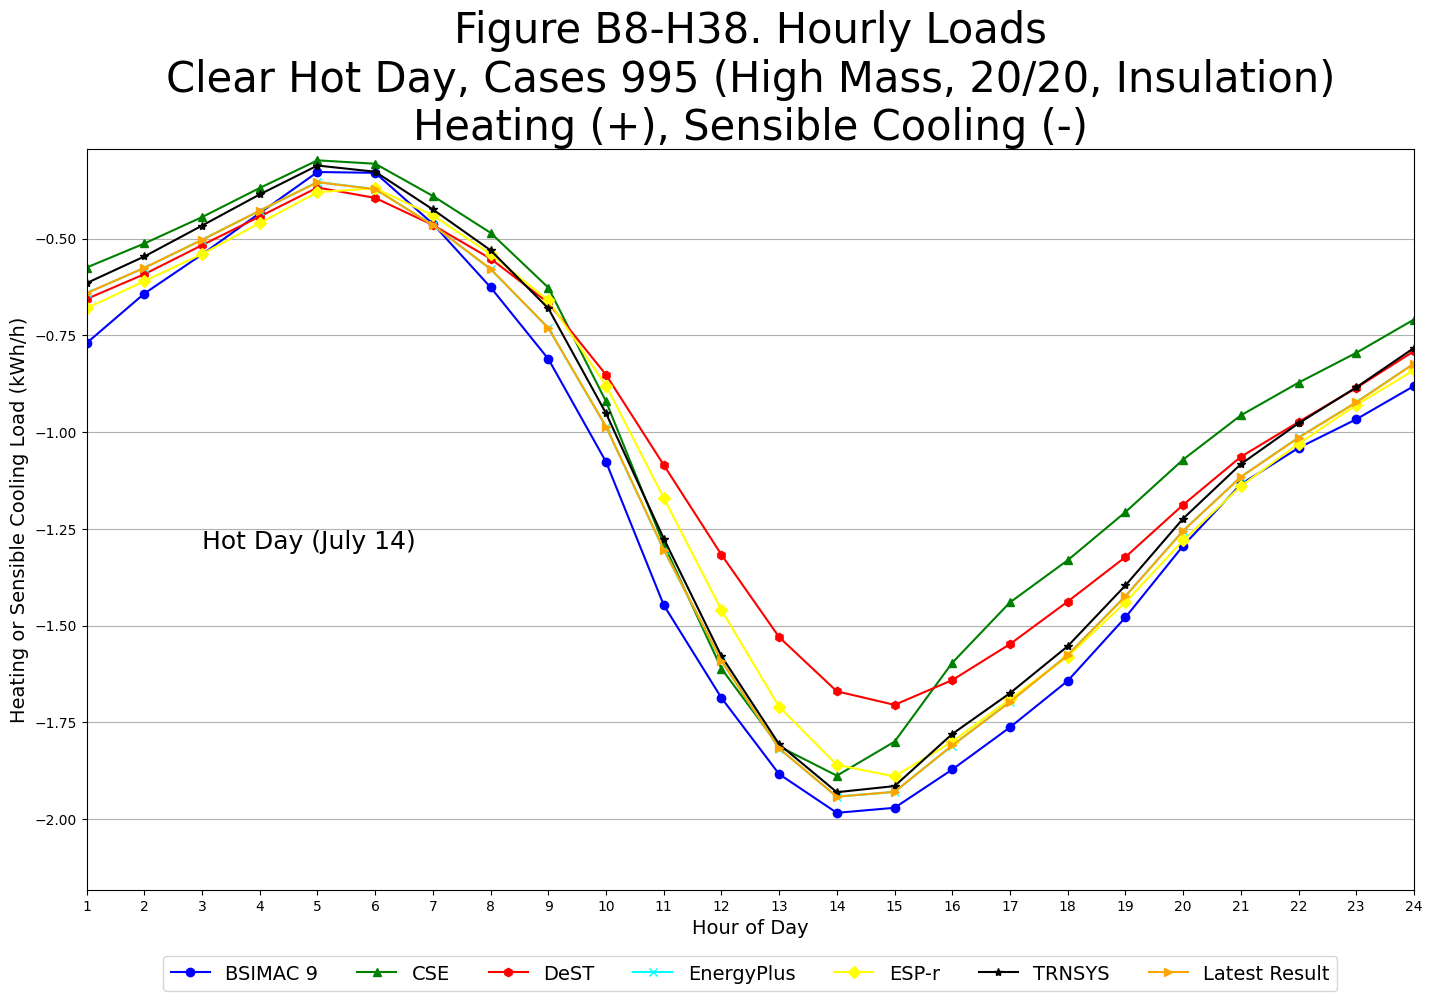 Figure B8-H38. Hourly Loads
Clear Hot Day, Cases 995 (High Mass, 20/20, Insulation)
Heating (+), Sensible Cooling (-)
Heating or Sensible Cooling Load (kWh/h)
−0.50
−0.75
−1.00
−1.25
−1.50
−1.75
−2.00
Hot Day (July 14)
1 2 3 4 5 6 7 8 9 10 11 12 13 14 15 16 17 18 19 20 21 22 23 24
Hour of Day
BSIMAC 9 CSE DeST EnergyPlus ESP-r TRNSYS Latest Result